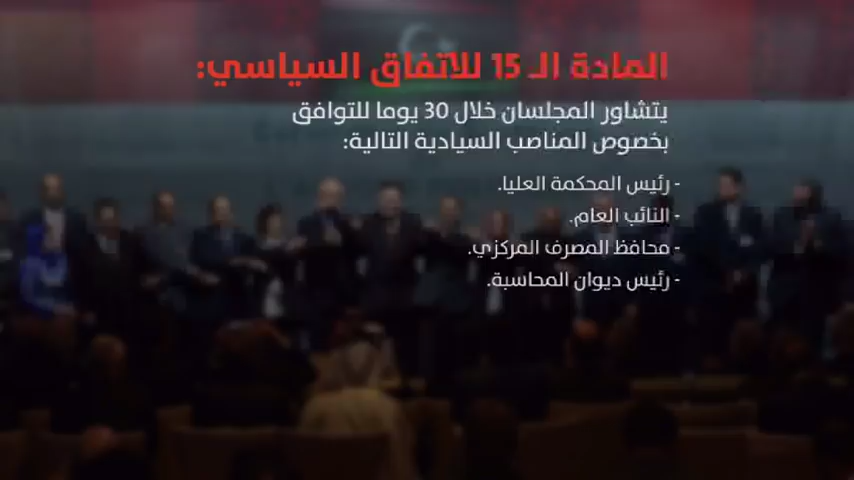 المادة الـ 15 للاتفاق السياسي:
يتشاور المجلسان خلال 30 يوما للتوافق
بخصوص المناصب السيادية التالية:
- رئيس المحكمة العليا.
- النائب العام.
- محافظ المصرف المركزي.
- رئيس ديوان المحاسبة.